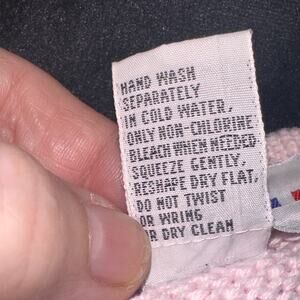 HAND WASH
SEPARATELY
IN COLD WATER,
ONLY NON-CHLORINE
BLEACH WHEN NEEDED
SQUEEZE GENTLY,
RESHAPE DRY FLAT,
DO NOT TWIST
OR WRING
OR DRY CLEAN